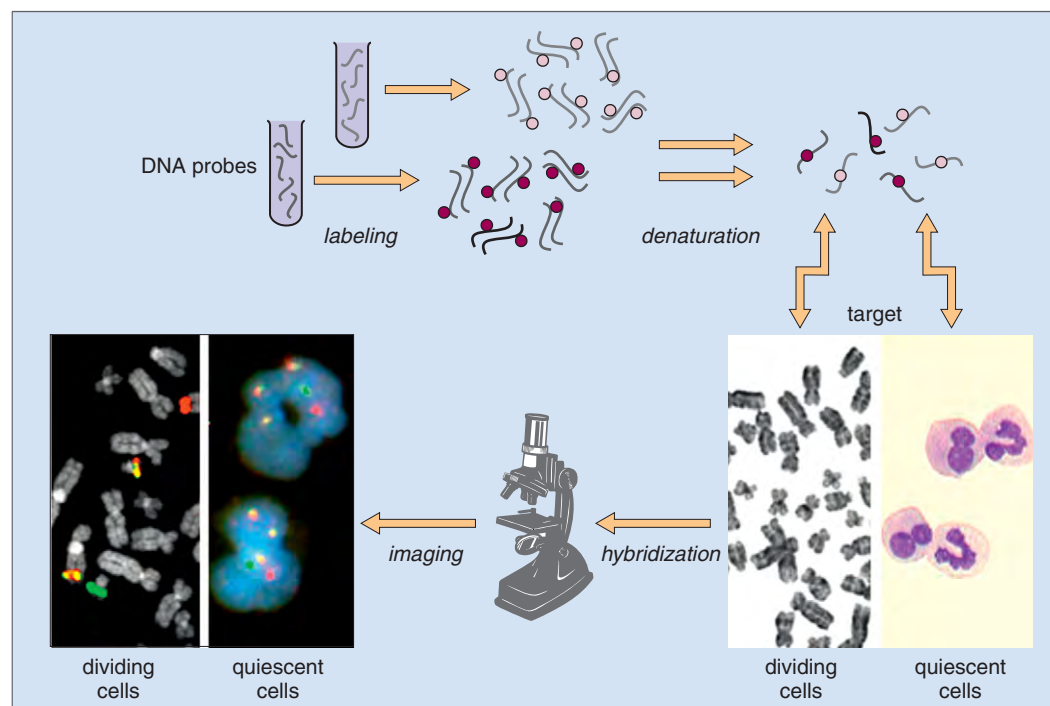 DNA probes
labeling
denaturation
target
imaging
hybridization
dividing
cells
quiescent
cells
dividing
cells
quiescent
cells